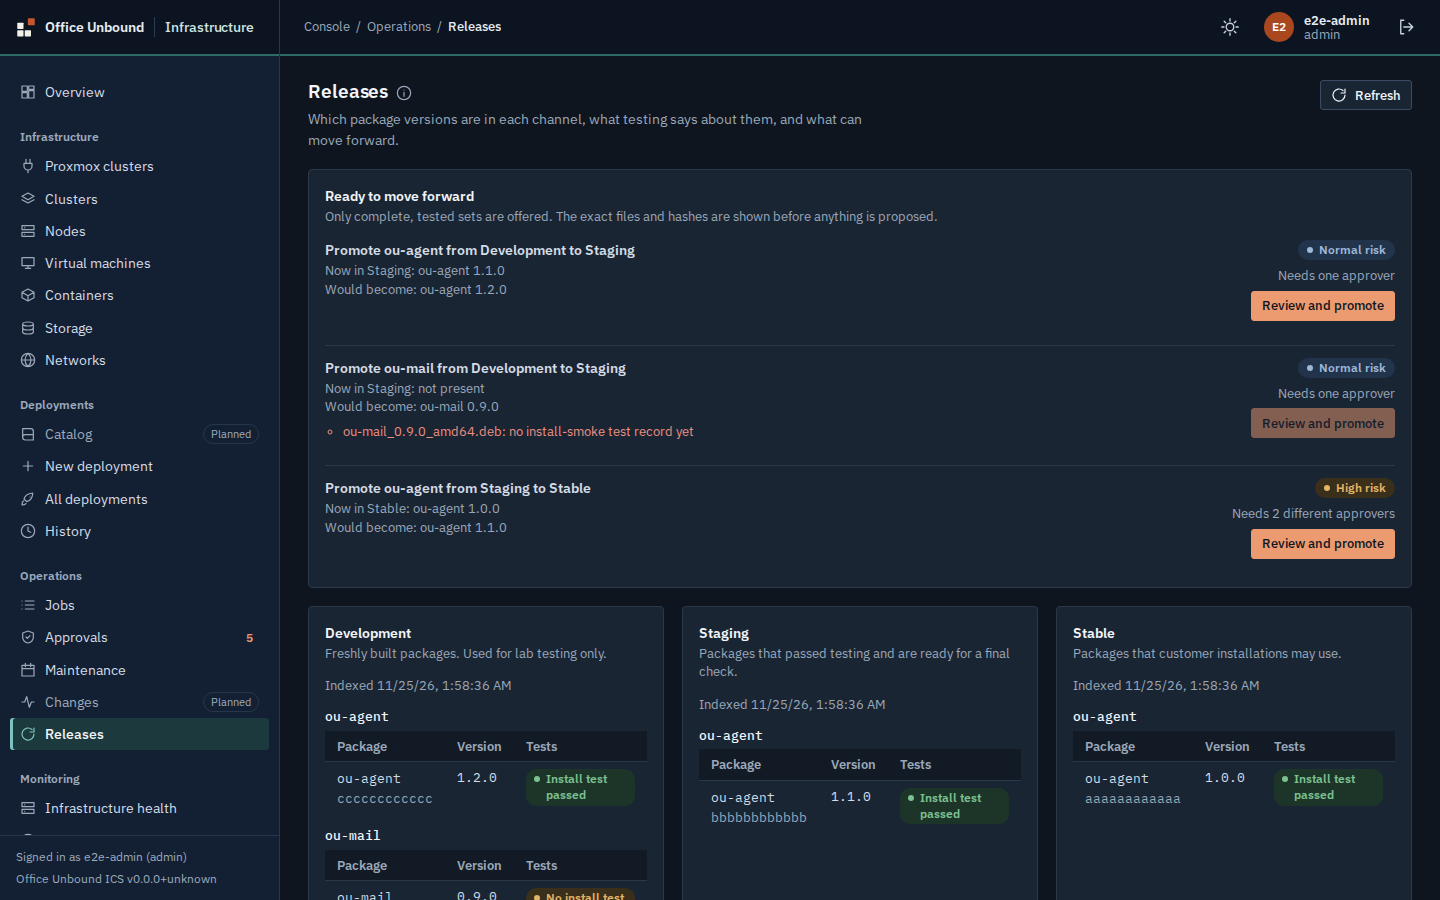 Office Unbound
Infrastructure
Console / Operations / Releases
E2
e2e-admin
admin
Overview
Infrastructure
Proxmox clusters
Clusters
Nodes
Virtual machines
Containers
Storage
Networks
Deployments
Catalog
Planned
New deployment
All deployments
History
Operations
Jobs
Approvals
5
Maintenance
Changes
Planned
Releases
Monitoring
Infrastructure health
Signed in as e2e-admin (admin)
Office Unbound ICS v0.0.0+unknown
Releases
Refresh
Which package versions are in each channel, what testing says about them, and what can
move forward.
Ready to move forward
Only complete, tested sets are offered. The exact files and hashes are shown before anything is proposed.
Promote ou-agent from Development to Staging
Now in Staging: ou-agent 1.1.0
Would become: ou-agent 1.2.0
Normal risk
Needs one approver
Review and promote
Promote ou-mail from Development to Staging
Now in Staging: not present
Would become: ou-mail 0.9.0
ou-mail_0.9.0_amd64.deb: no install-smoke test record yet
Normal risk
Needs one approver
Review and promote
Promote ou-agent from Staging to Stable
Now in Stable: ou-agent 1.0.0
Would become: ou-agent 1.1.0
High risk
Needs 2 different approvers
Review and promote
Development
Freshly built packages. Used for lab testing only.
Indexed 11/25/26, 1:58:36 AM
ou-agent
Package Version Tests
ou-agent 1.2.0 Install test
passed
cccccccccccc
ou-mail
Package Version Tests
ou-mail 0.9.0 No install test
Staging
Packages that passed testing and are ready for a final
check.
Indexed 11/25/26, 1:58:36 AM
ou-agent
Package Version Tests
ou-agent 1.1.0 Install test
passed
bbbbbbbbbbbb
Stable
Packages that customer installations may use.
Indexed 11/25/26, 1:58:36 AM
ou-agent
Package Version Tests
ou-agent 1.0.0 Install test
passed
aaaaaaaaaaaa